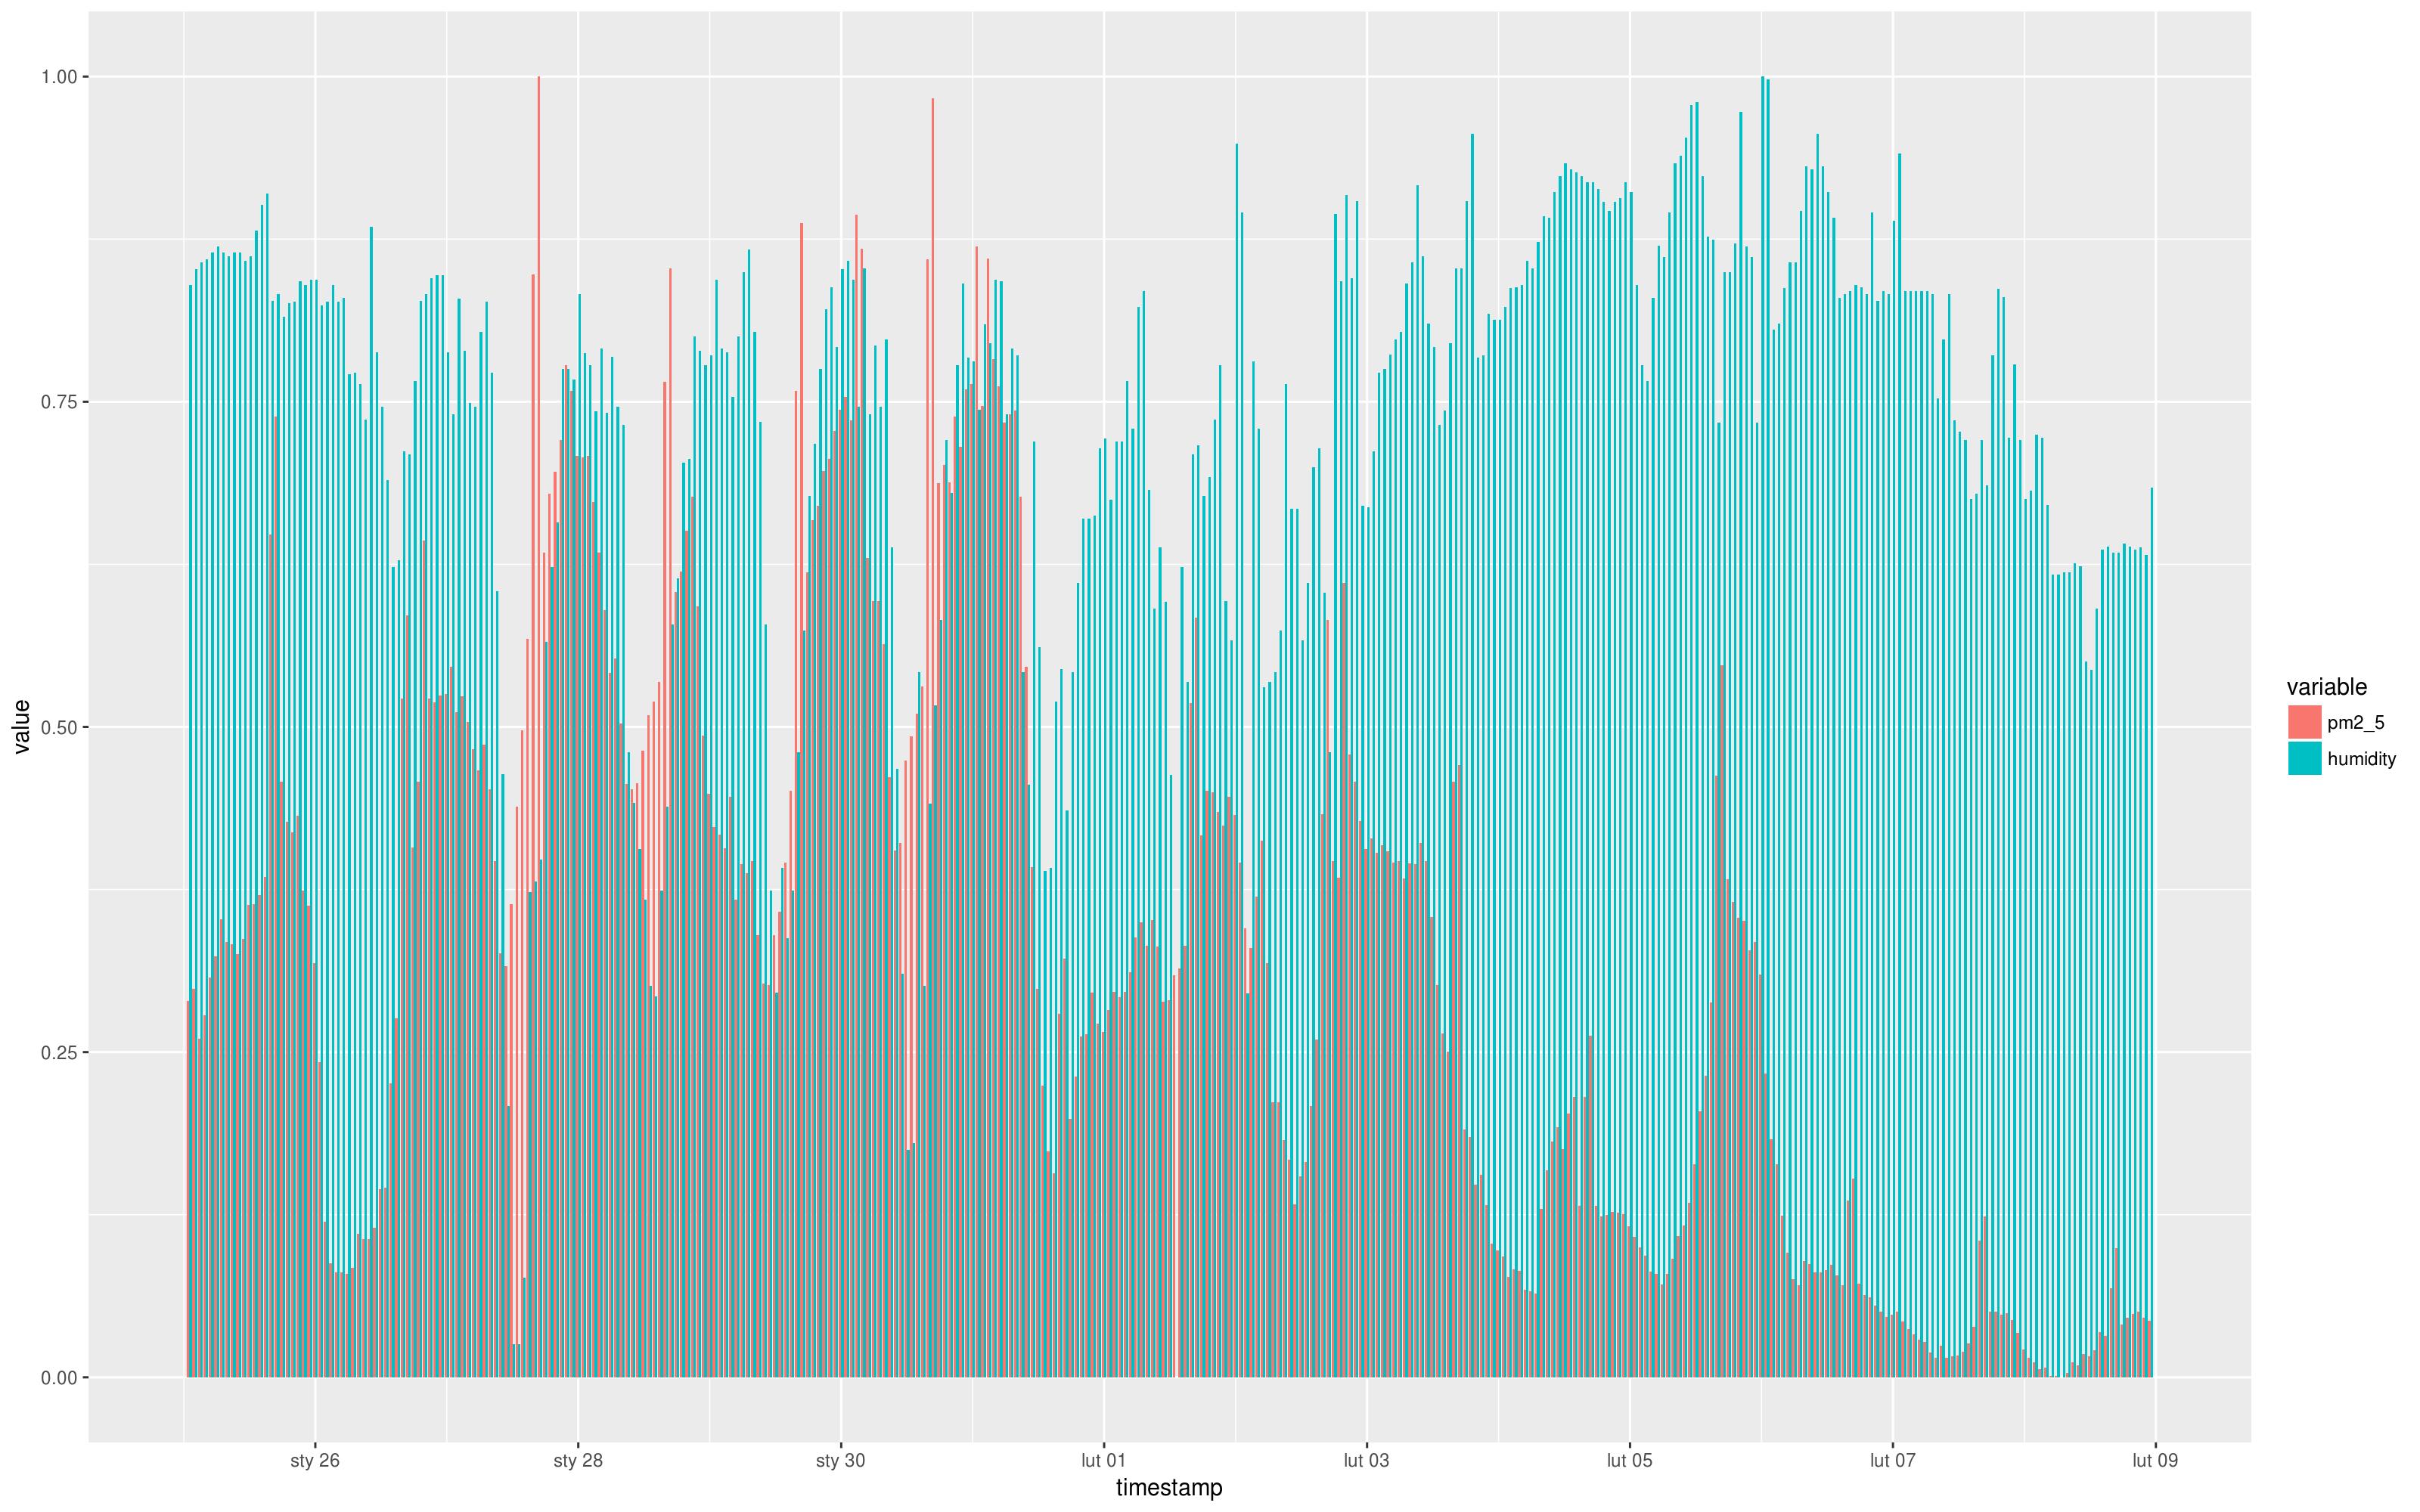 1.00
0.75
0.50
0.25
0.00
value
sty 26
sty 28
sty 30
lut 01
lut 03
lut 05
lut 07
lut 09
timestamp
variable
pm2_5
humidity